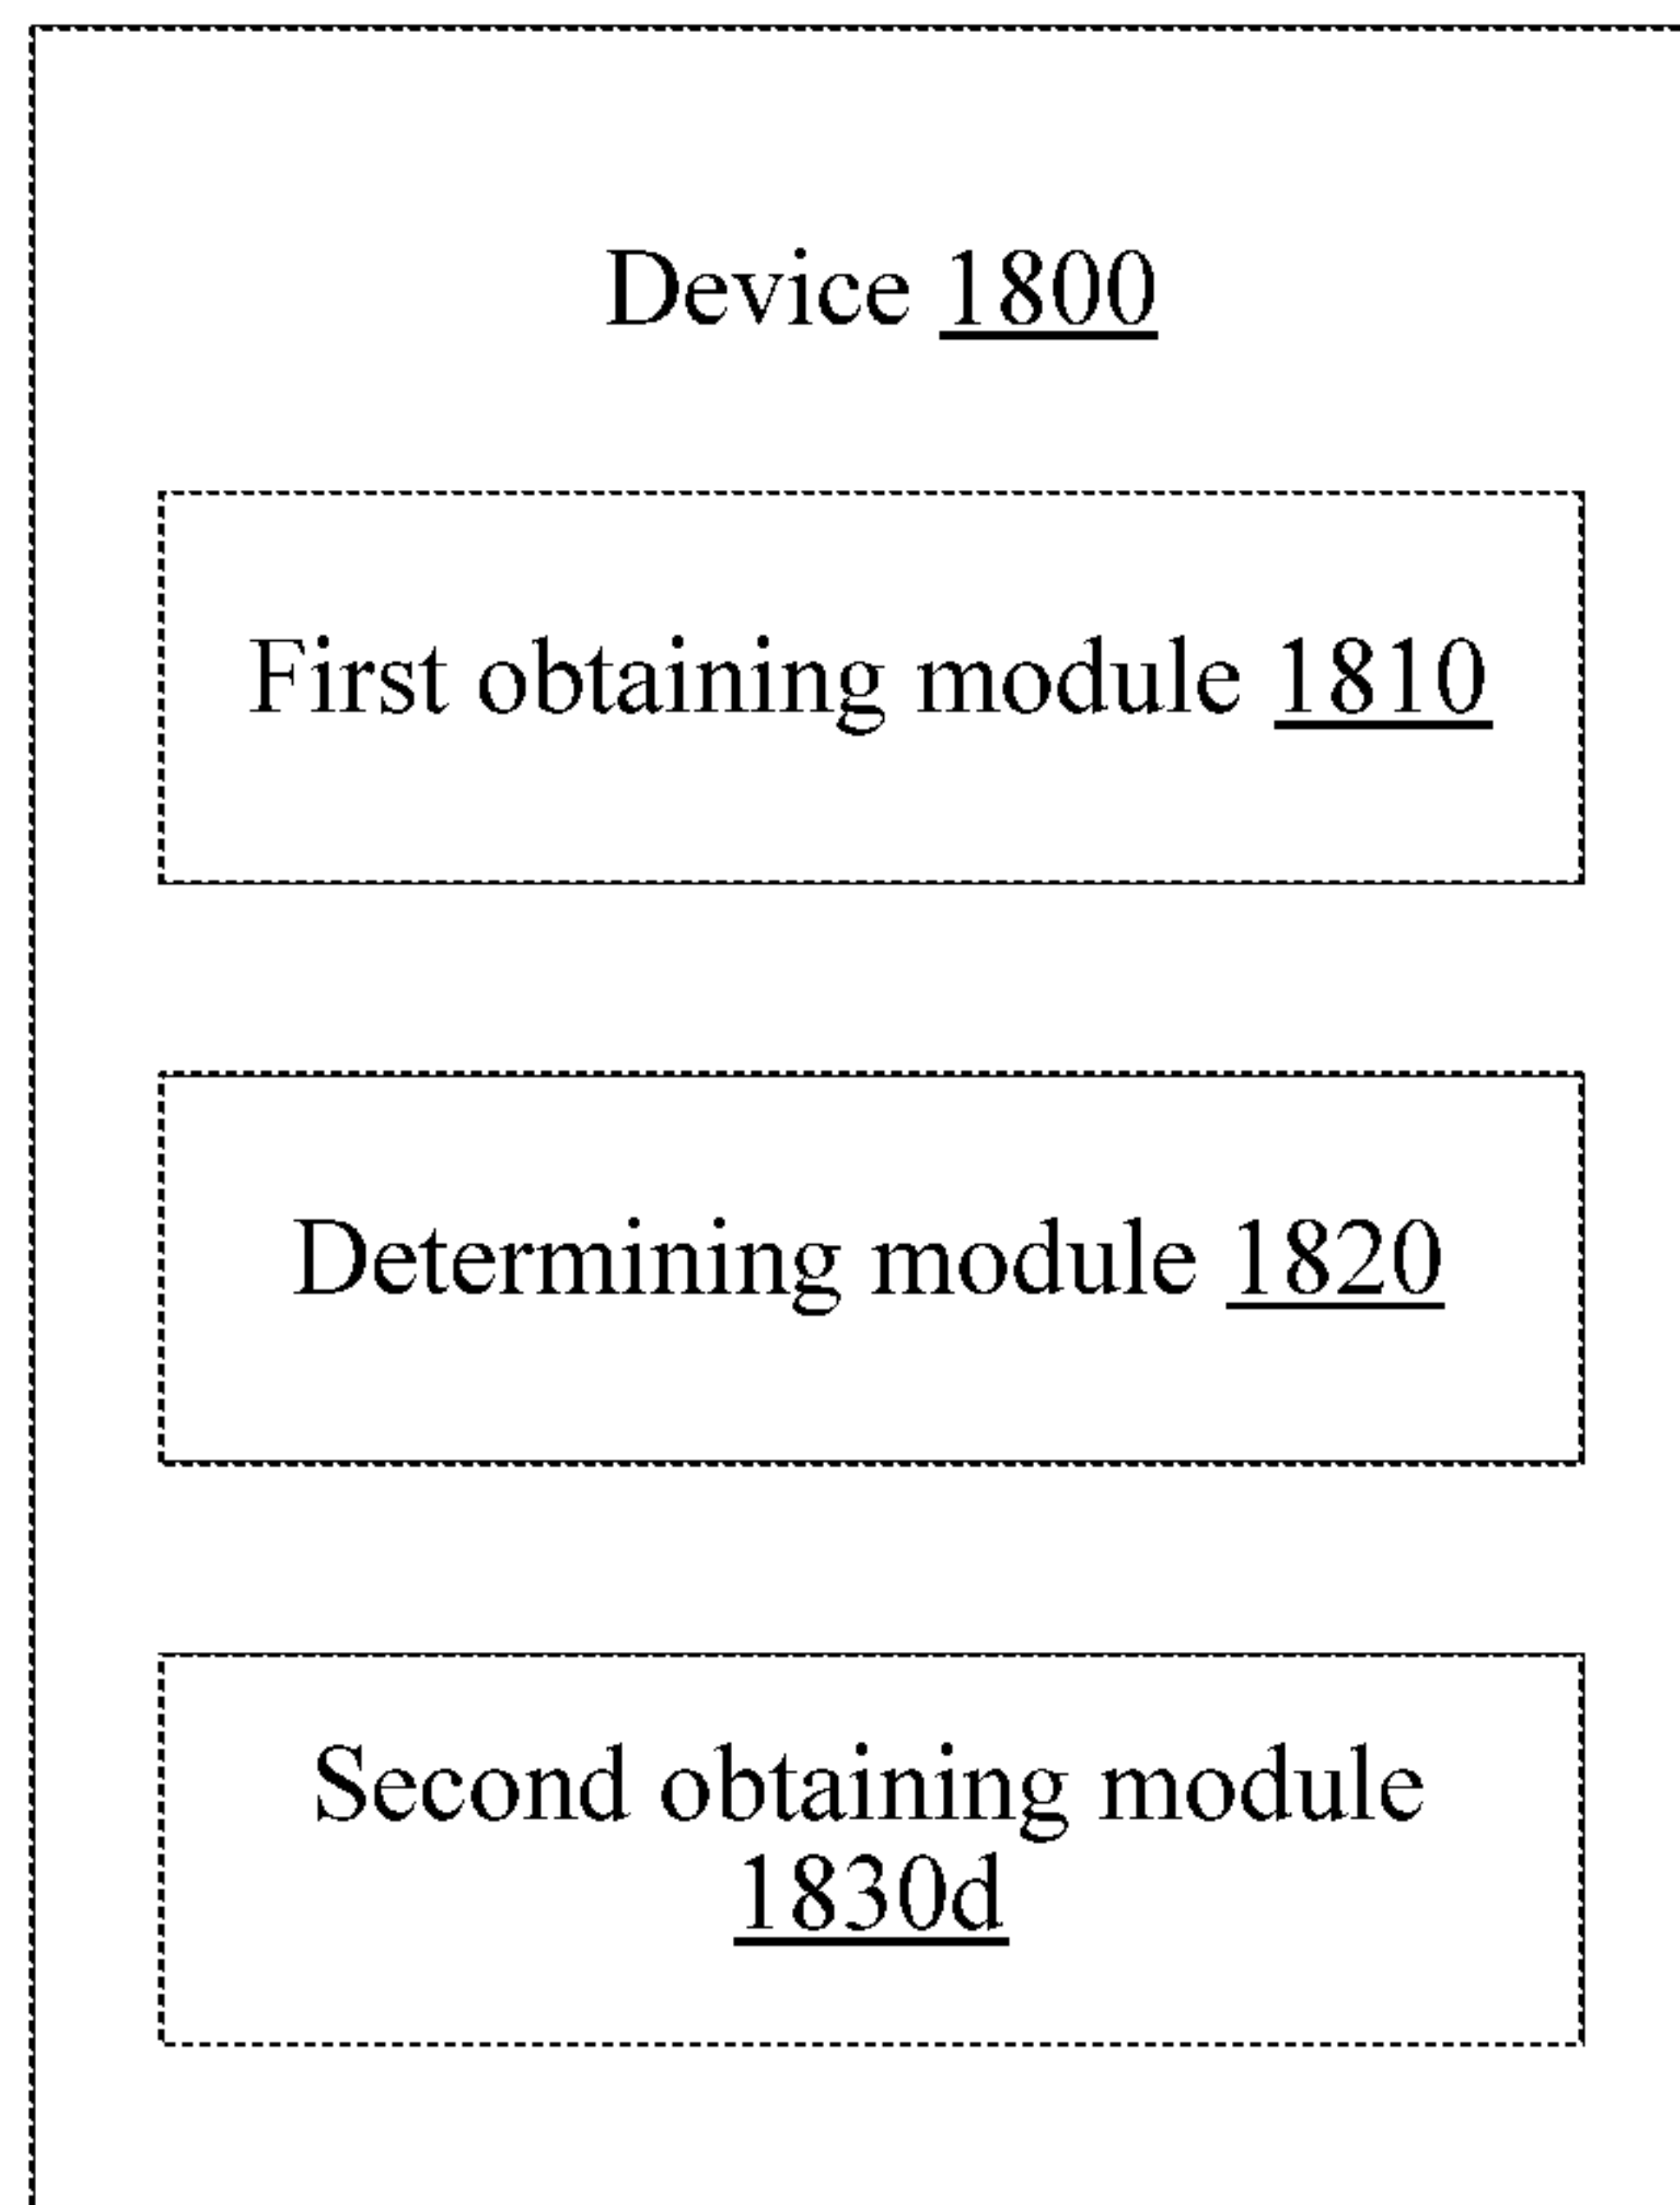 Device 1800
First obtaining module 1810
Determining module 1820
Second obtaining module
1830d